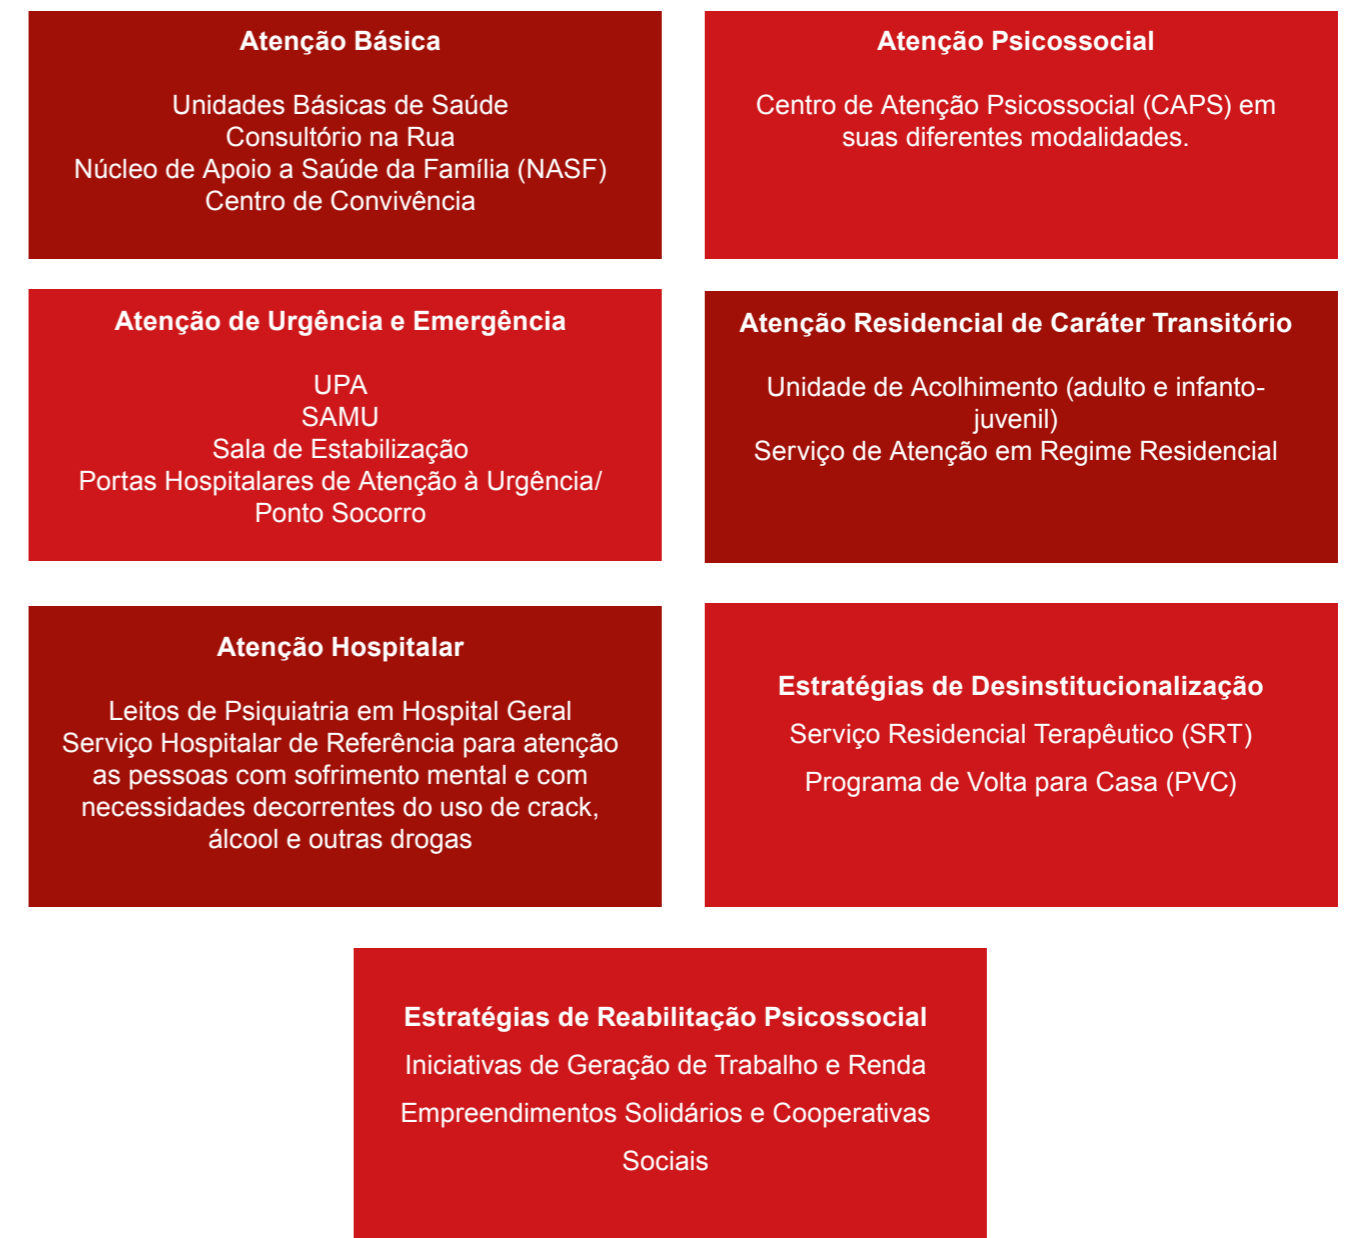 Atenção Básica
Unidades Básicas de Saúde
Consultório na Rua
Núcleo de Apoio a Saúde da Família (NASF)
Centro de Convivência
Atenção Psicossocial
Centro de Atenção Psicossocial (CAPS) em
suas diferentes modalidades.
Atenção de Urgência e Emergência
UPA
SAMU
Sala de Estabilização
Portas Hospitalares de Atenção à Urgência/
Ponto Socorro
Atenção Residencial de Caráter Transitório
Unidade de Acolhimento (adulto e infanto-
juvenil)
Serviço de Atenção em Regime Residencial
Atenção Hospitalar
Leitos de Psiquiatria em Hospital Geral
Serviço Hospitalar de Referência para atenção
as pessoas com sofrimento mental e com
necessidades decorrentes do uso de crack,
álcool e outras drogas
Estratégias de Desinstitucionalização
Serviço Residencial Terapêutico (SRT)
Programa de Volta para Casa (PVC)
Estratégias de Reabilitação Psicossocial
Iniciativas de Geração de Trabalho e Renda
Empreendimentos Solidários e Cooperativas
Sociais